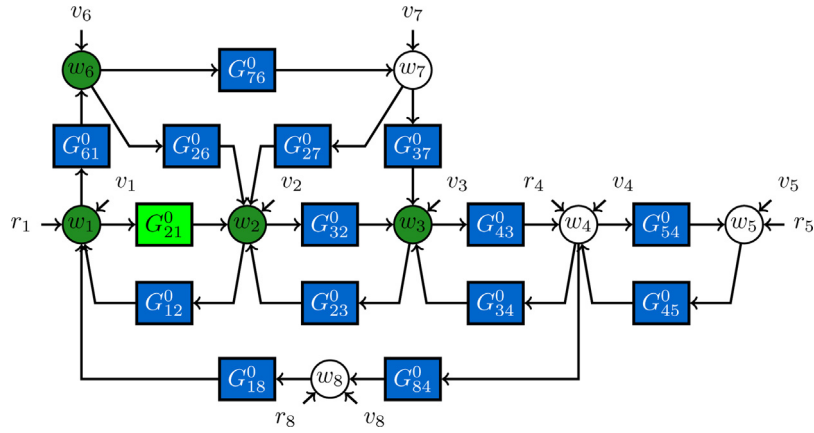 v₆ v₇
w₆ G⁰₇₆ w₇
G⁰₆₁ G⁰₂₆ G⁰₂₇ G⁰₃₇
v₁ v₂ v₃ r₄ v₄ v₅
r₁ w₁ G⁰₂₁ w₂ G⁰₃₂ w₃ G⁰₄₃ w₄ G⁰₅₄ w₅ r₅
G⁰₁₂ G⁰₂₃ G⁰₃₄ G⁰₄₅
G⁰₁₈ w₈ G⁰₈₄
r₈ v₈